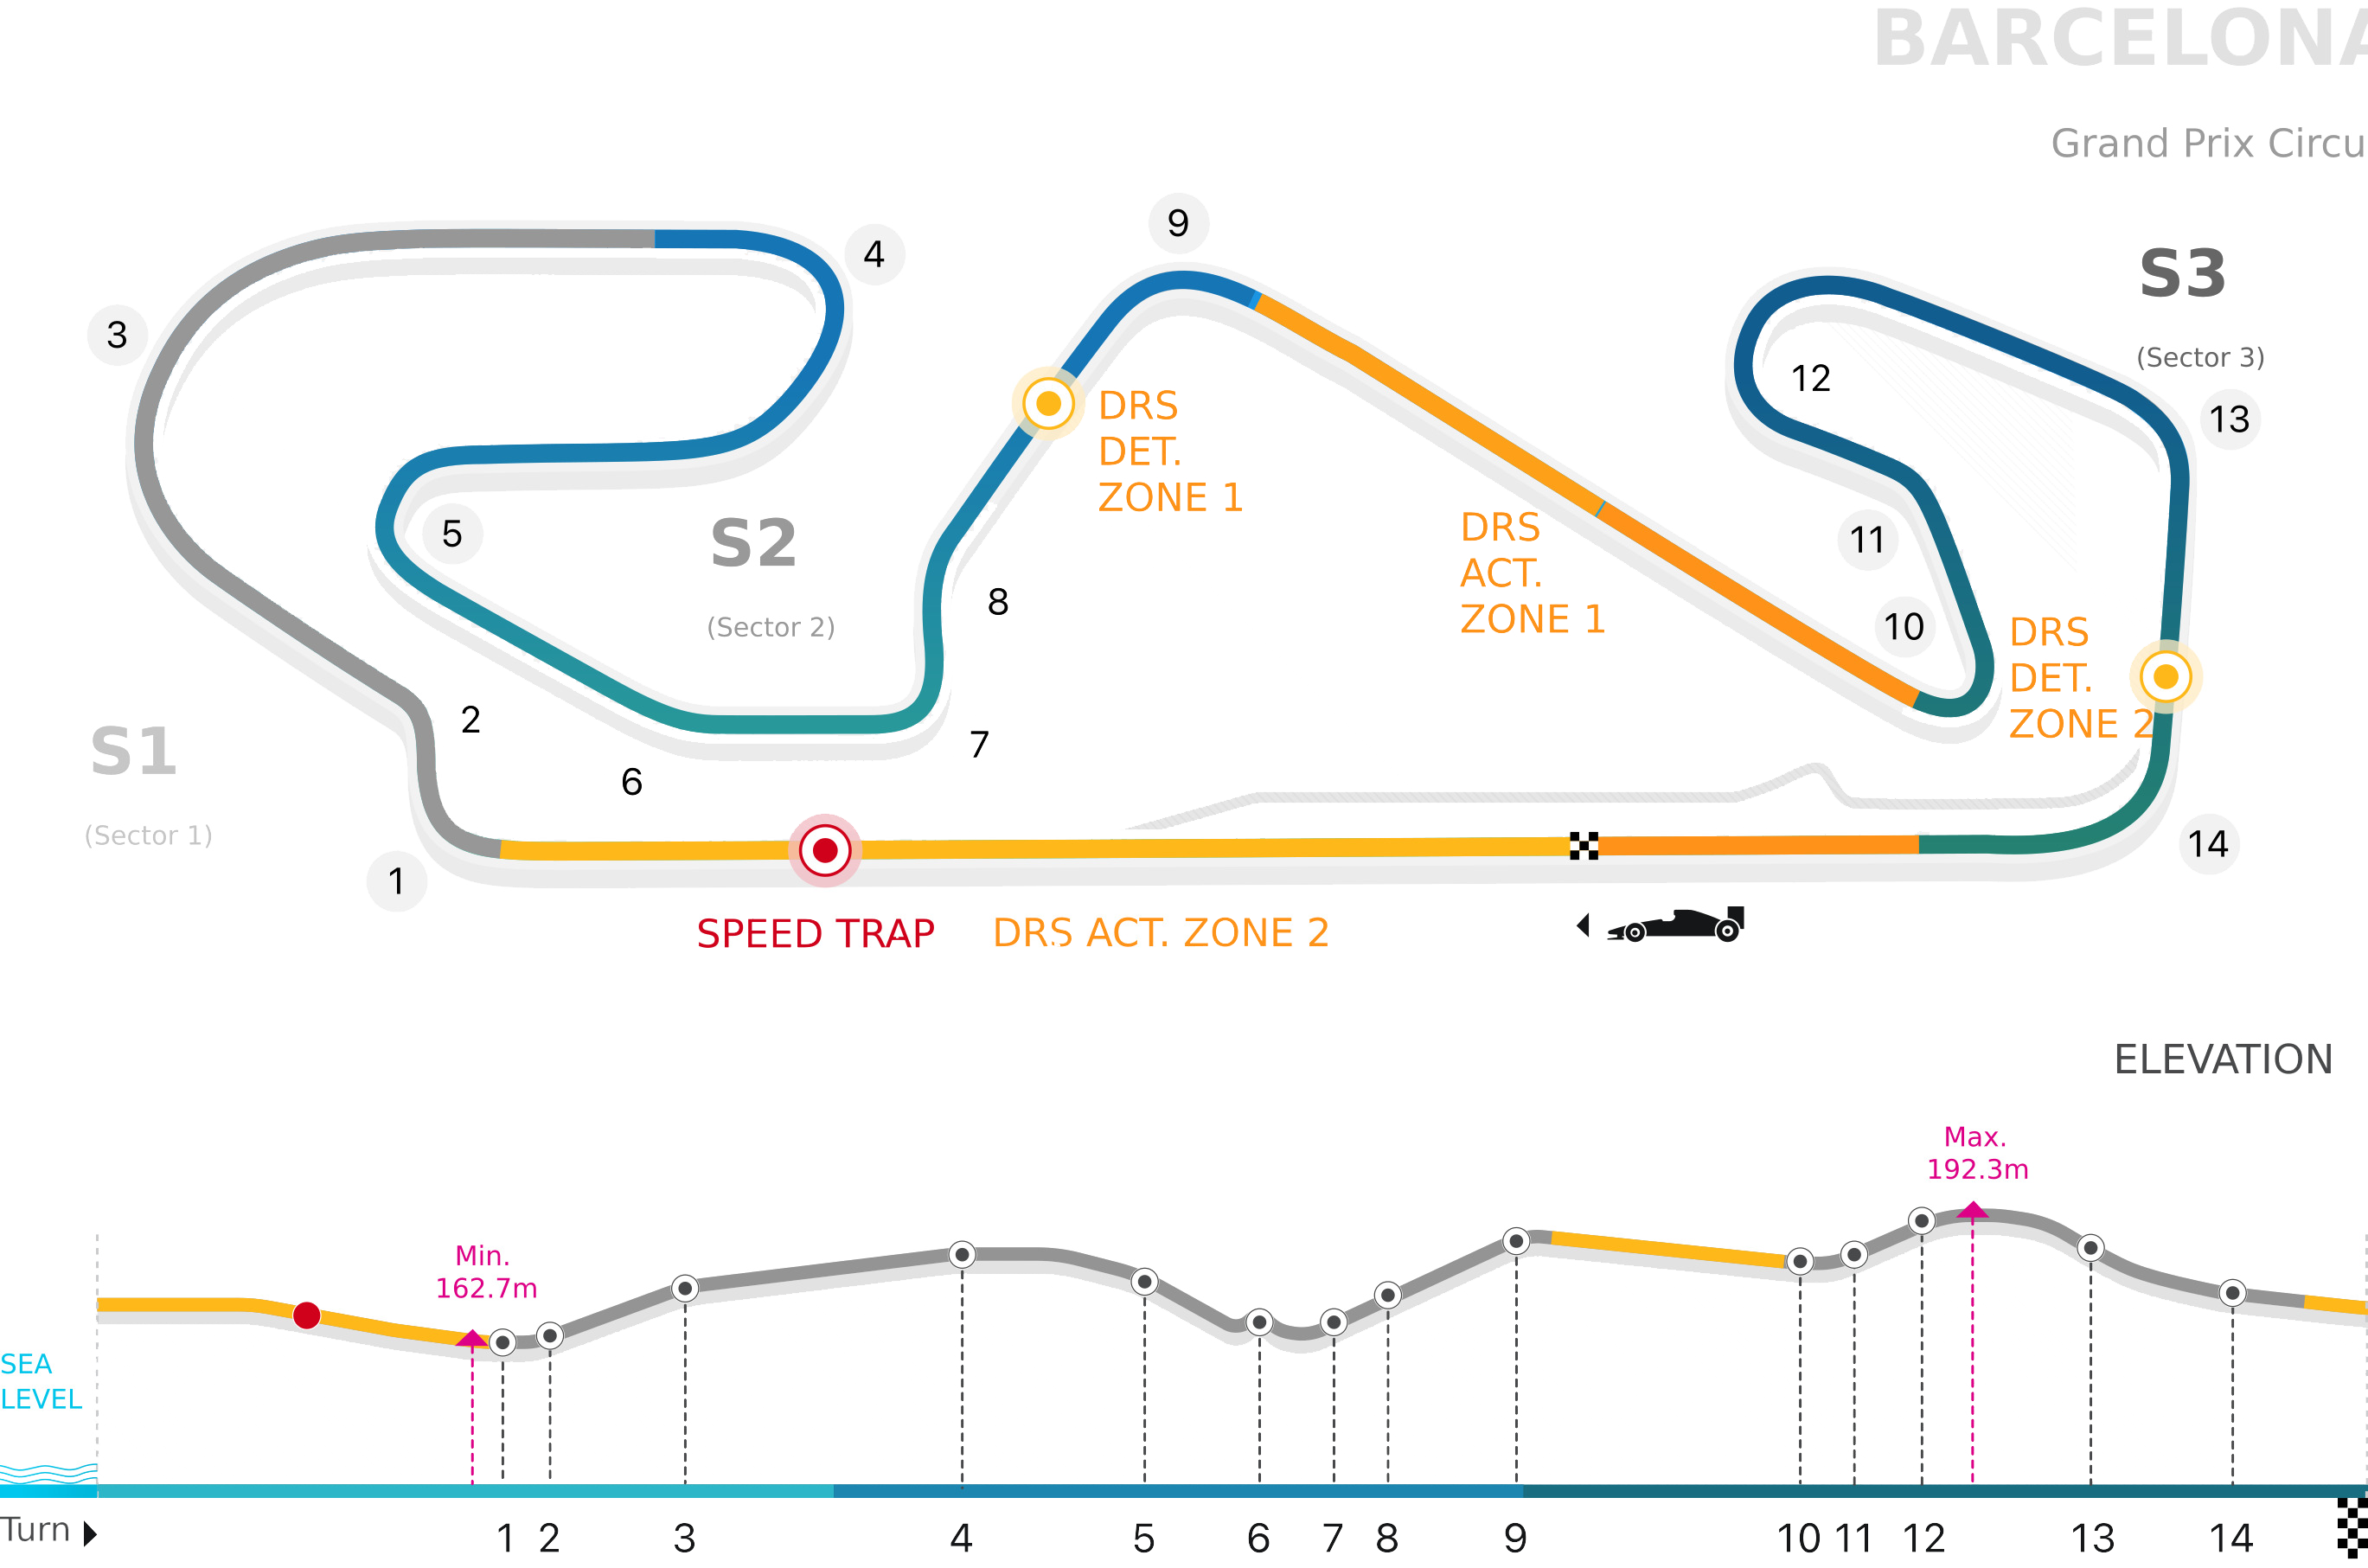 BARCELONA
Grand Prix Circu
9
4
S3
3
(Sector 3)
12
DRS
DET.
ZONE 1
13
5
S2
DRS
ACT.
ZONE 1
11
8
(Sector 2)
10
DRS
DET.
ZONE 2
2
S1
7
6
(Sector 1)
14
1
SPEED TRAP
DRS ACT. ZONE 2
ELEVATION
Max.
192.3m
Min.
162.7m
SEA
LEVEL
Turn 1 2 3 4 5 6 7 8 9 10 11 12 13 14